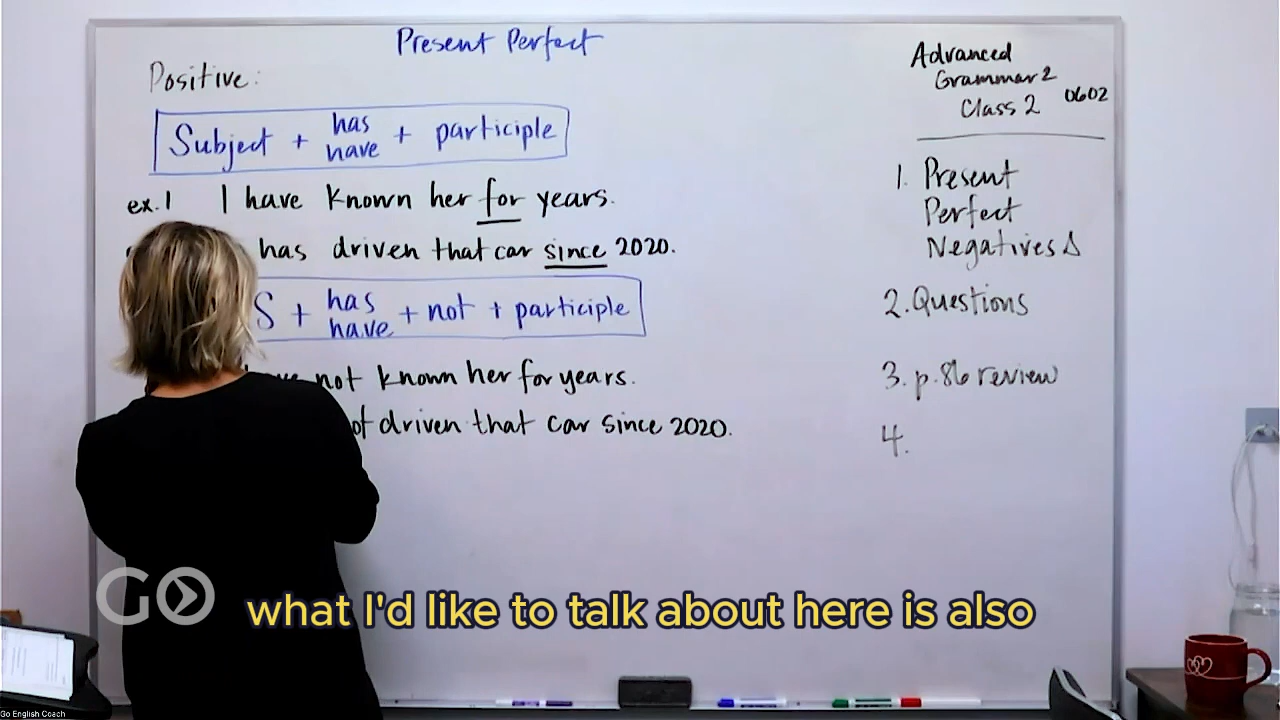 Present Perfect
Positive:
Subject + has have + participle
ex.1 I have known her for years.
has driven that car since 2020.
S + has have + not + participle
not known her for years.
driven that car since 2020.
Advanced
Grammar 2
Class 2 0602
1. Present
Perfect
Negatives Δ
2. Questions
3. p.86 review
4.
GO
what I'd like to talk about here is also
Go English Coach